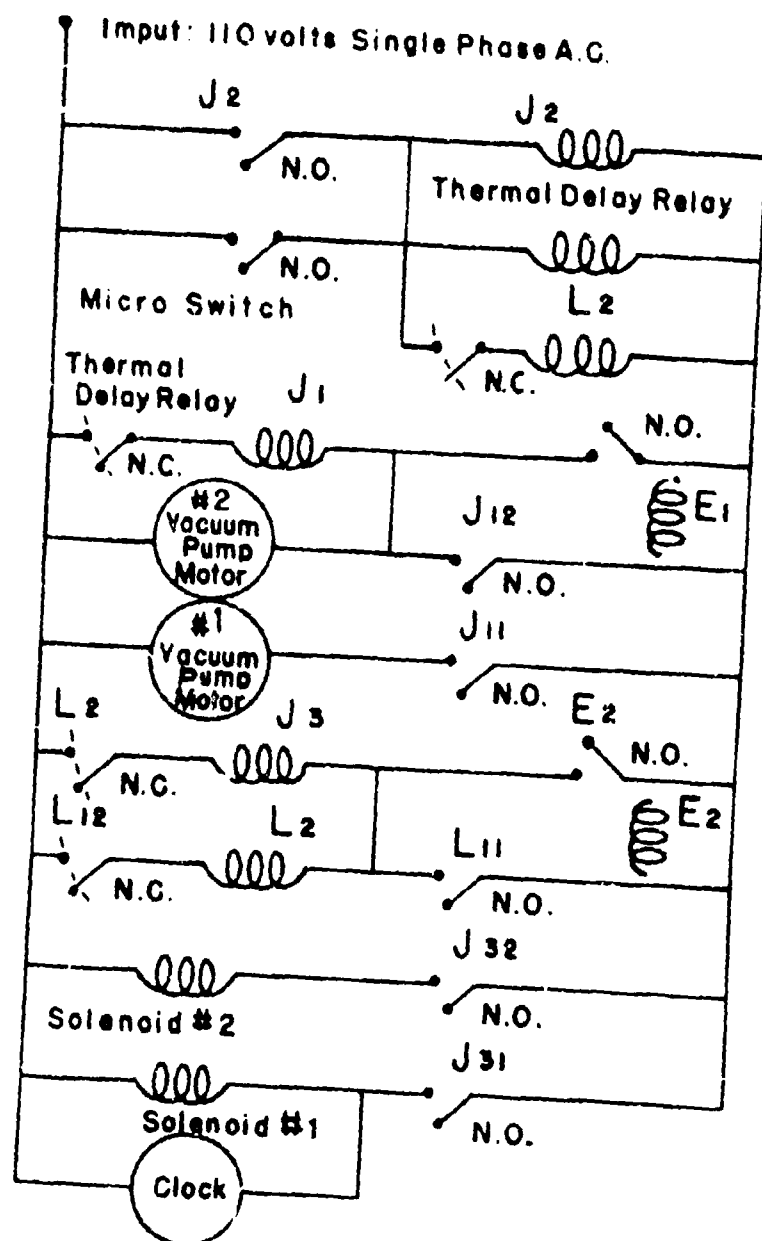 Imput: 110 volts Single Phase A.C.
J2
J2
N.O.
Thermal Delay Relay
N.O.
Micro Switch
L2
N.C.
Thermal
Delay Relay
J1
N.C.
N.O.
E1
#2
Vacuum
Pump
Motor
J12
N.O.
#1
Vacuum
Pump
Motor
J11
N.O.
L2
J3
E2
N.O.
N.C.
E2
L12
L2
N.C.
L11
N.O.
J32
Solenoid #2
N.O.
J31
Solenoid #1
N.O.
Clock